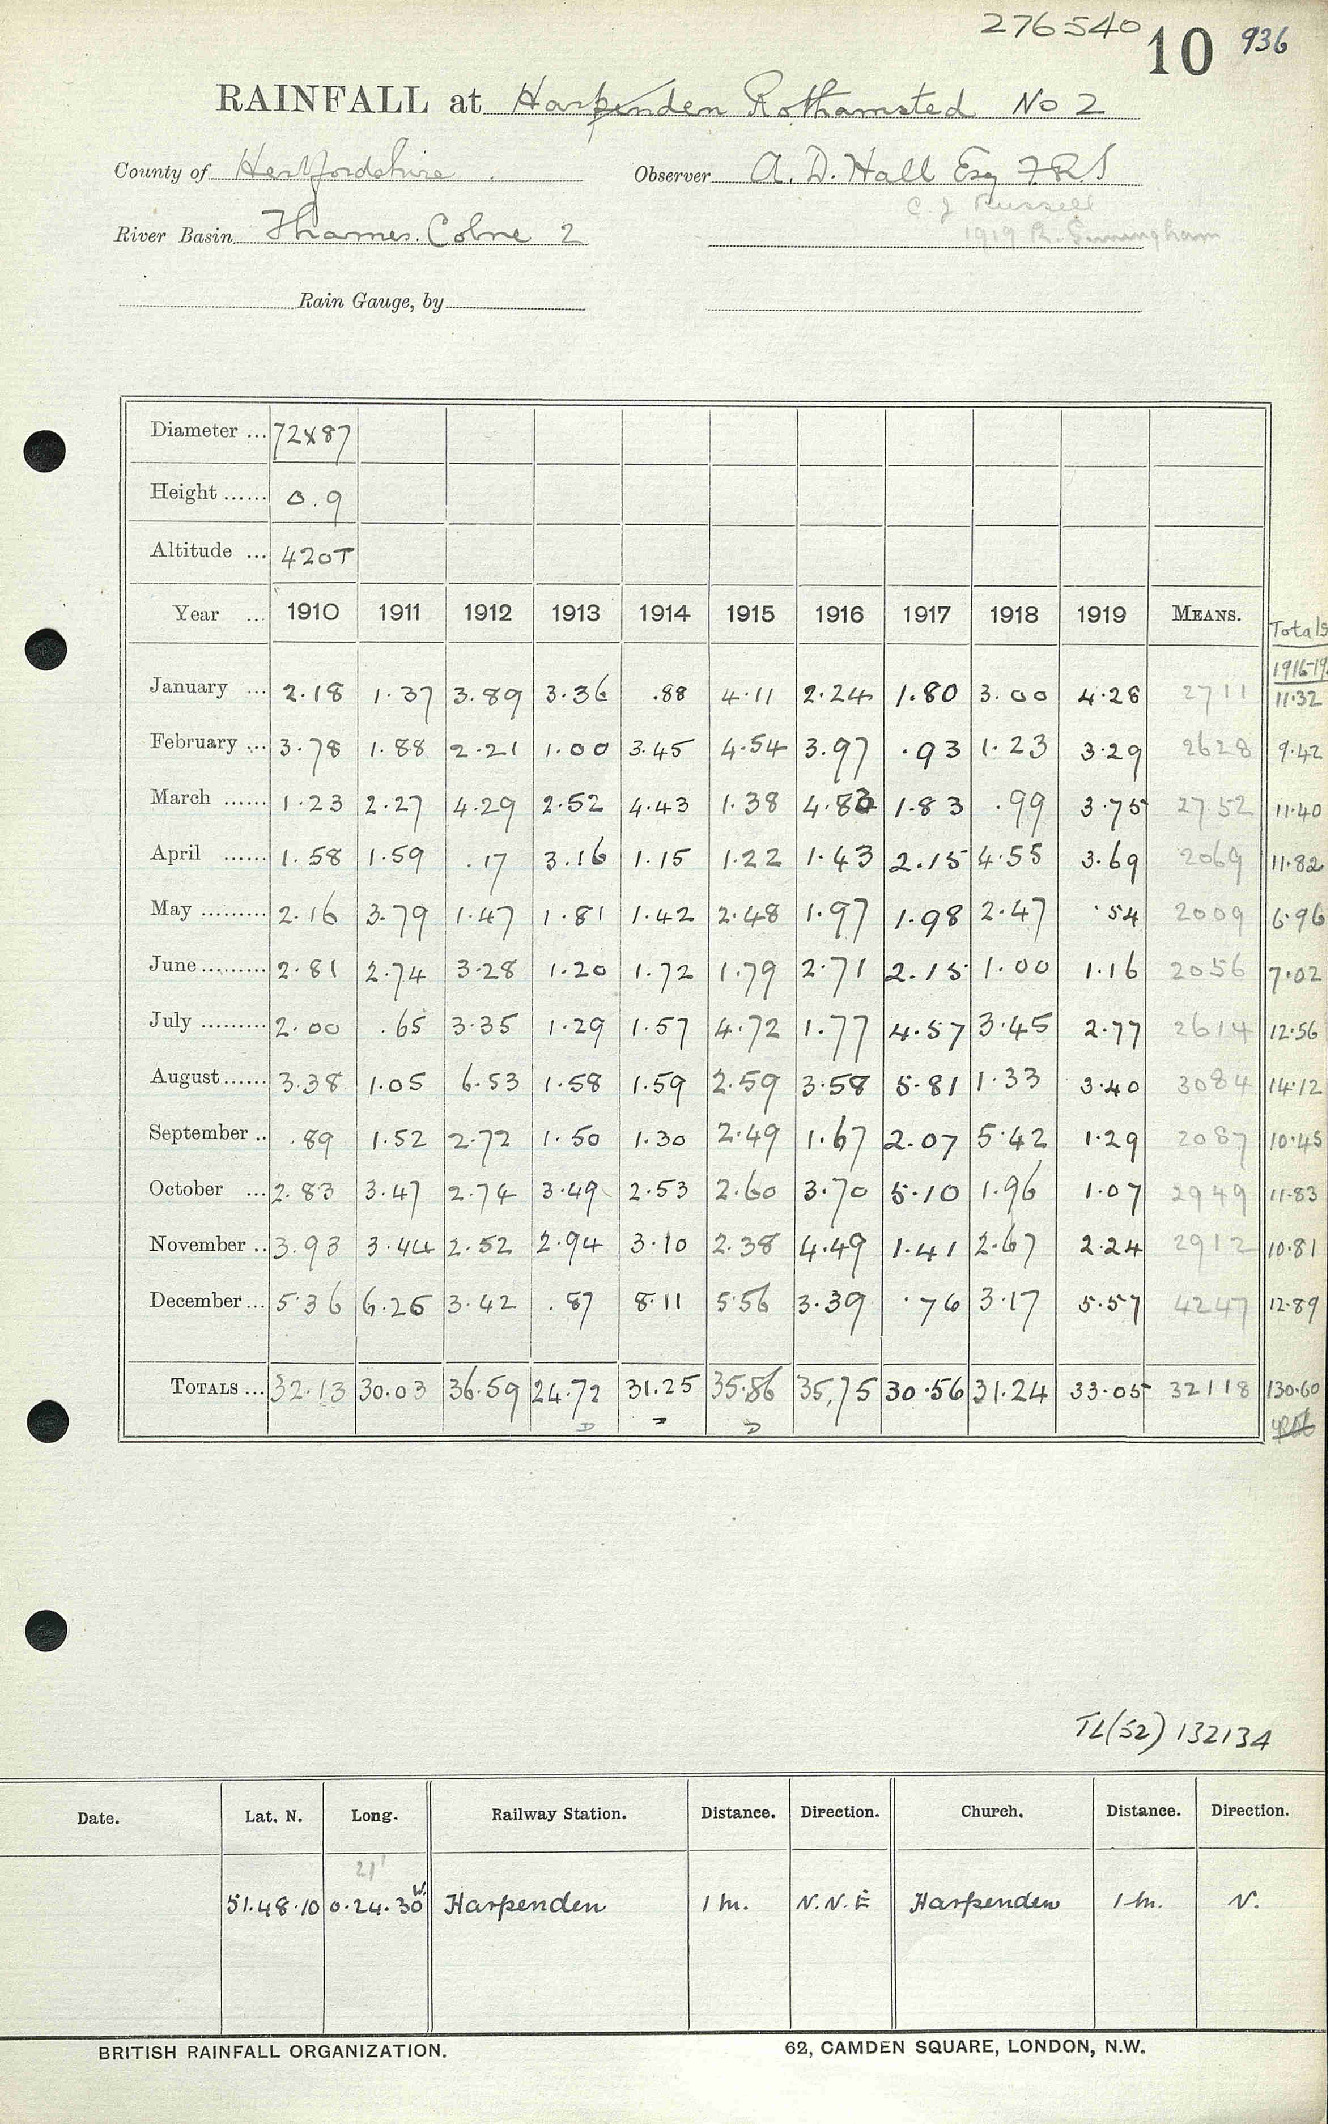 276540 10 936
RAINFALL at Harpenden Rothamsted No 2
County of Hertfordshire. Observer A. D. Hall Esq FRS
C. J Russell
River Basin Thames. Colne 2 1919 R.
Rain Gauge, by
Diameter ... 72x87
Height ...... 0.9
Altitude ... 420T
Year ... 1910 1911 1912 1913 1914 1915 1916 1917 1918 1919 MEANS. Totals
1916-19
January ... 2.18 1.37 3.89 3.36 .88 4.11 2.24 1.80 3.00 4.28 2711 11.32
February ... 3.78 1.88 2.21 1.00 3.45 4.54 3.97 .93 1.23 3.29 2628 9.42
March ...... 1.23 2.27 4.29 2.52 4.43 1.38 4.83 1.83 .99 3.75 2752 11.40
April ...... 1.58 1.59 .17 3.16 1.15 1.22 1.43 2.15 4.55 3.69 2069 11.82
May ......... 2.16 3.79 1.47 1.81 1.42 2.48 1.97 1.98 2.47 .54 2009 6.96
June ......... 2.81 2.74 3.28 1.20 1.72 1.79 2.71 2.15 1.00 1.16 2056 7.02
July ......... 2.00 .65 3.35 1.29 1.57 4.72 1.77 4.57 3.45 2.77 2614 12.56
August ...... 3.38 1.05 6.53 1.58 1.59 2.59 3.58 5.81 1.33 3.40 3084 14.12
September .. .89 1.52 2.72 1.50 1.30 2.49 1.67 2.07 5.42 1.29 2087 10.45
October ... 2.83 3.47 2.74 3.49 2.53 2.60 3.70 5.10 1.96 1.07 2949 11.83
November .. 3.93 3.44 2.52 2.94 3.10 2.38 4.49 1.41 2.67 2.24 2912 10.81
December ... 5.36 6.26 3.42 .87 8.11 5.56 3.39 .76 3.17 5.57 4247 12.89
TOTALS ... 32.13 30.03 36.59 24.72 31.25 35.86 35.75 30.56 31.24 33.05 32118 130.60
TL(52) 132134
Date. Lat. N. Long. Railway Station. Distance. Direction. Church. Distance. Direction.
21'
51.48.10 0.24.30 W. Harpenden 1 m. N.N.E Harpenden 1 m. N.
BRITISH RAINFALL ORGANIZATION. 62, CAMDEN SQUARE, LONDON, N.W.